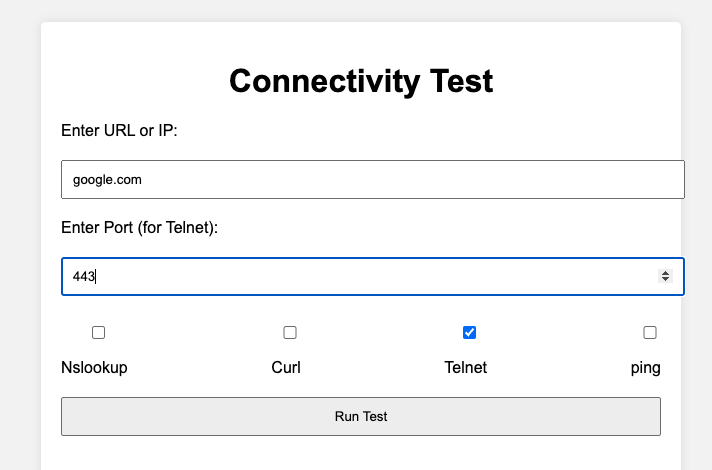 Connectivity Test
Enter URL or IP:
google.com
Enter Port (for Telnet):
443
Nslookup Curl Telnet ping
Run Test